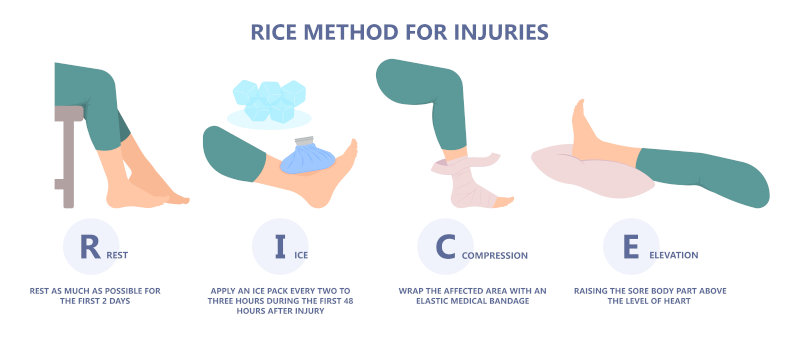 RICE METHOD FOR INJURIES
R REST
REST AS MUCH AS POSSIBLE FOR
THE FIRST 2 DAYS
I ICE
APPLY AN ICE PACK EVERY TWO TO
THREE HOURS DURING THE FIRST 48
HOURS AFTER INJURY
C COMPRESSION
WRAP THE AFFECTED AREA WITH AN
ELASTIC MEDICAL BANDAGE
E ELEVATION
RAISING THE SORE BODY PART ABOVE
THE LEVEL OF HEART